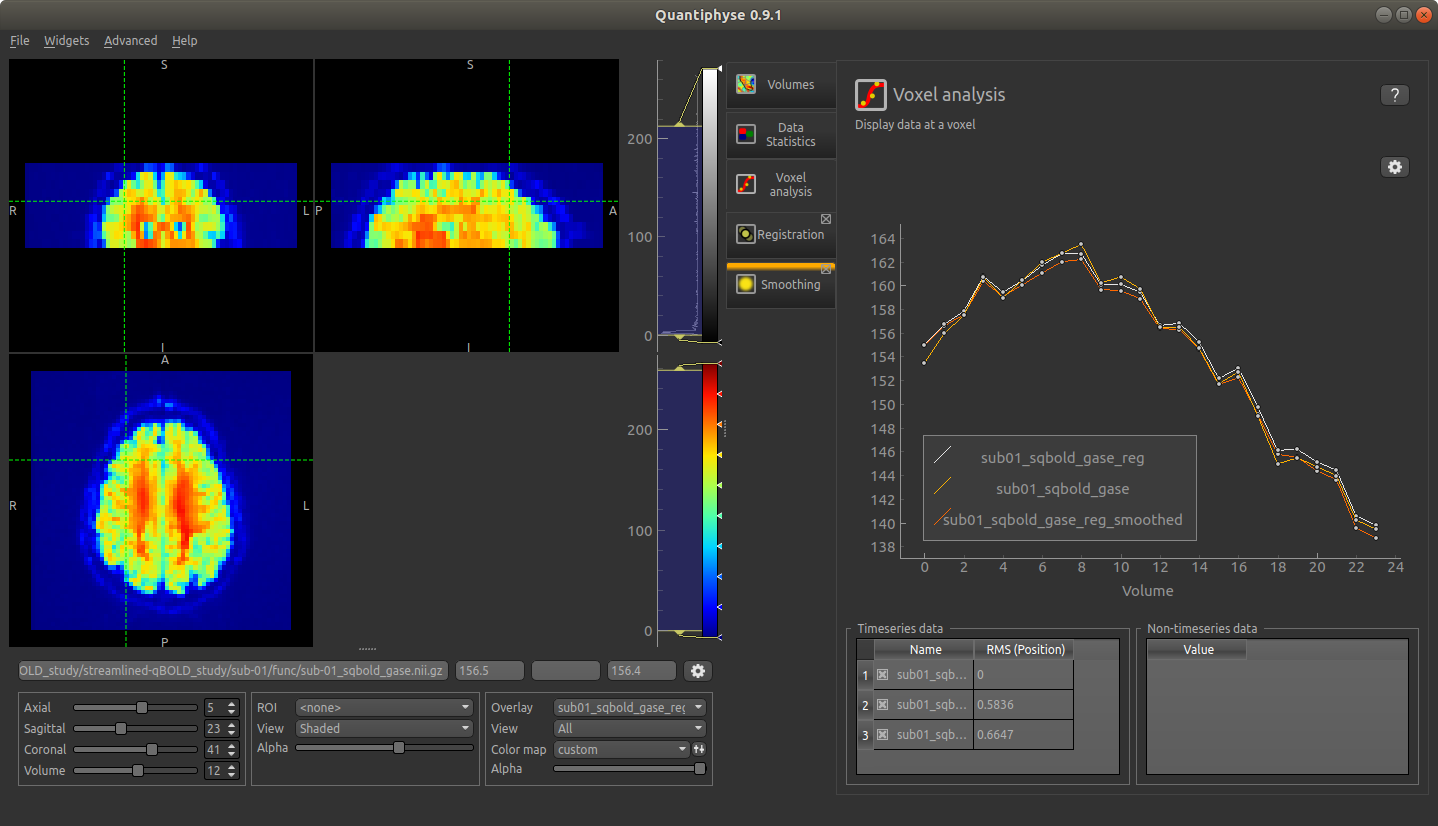 Quantiphyse 0.9.1
File Widgets Advanced Help
S
R
L
I
S
P
A
I
A
R
L
P
200
100
0
200
100
0
Volumes
Data
Statistics
Voxel
analysis
Registration
Smoothing
Voxel analysis
?
Display data at a voxel
164
162
160
158
156
154
152
150
148
146
144
142
140
138
sub01_sqbold_gase_reg
sub01_sqbold_gase
sub01_sqbold_gase_reg_smoothed
0 2 4 6 8 10 12 14 16 18 20 22 24
Volume
OLD_study/streamlined-qBOLD_study/sub-01/func/sub-01_sqbold_gase.nii.gz 156.5 156.4
Axial 5
Sagittal 23
Coronal 41
Volume 12
ROI <none>
View Shaded
Alpha
Overlay sub01_sqbold_gase_reg
View All
Color map custom
Alpha
Timeseries data
Name RMS (Position)
1 sub01_sqb... 0
2 sub01_sqb... 0.5836
3 sub01_sqb... 0.6647
Non-timeseries data
Value